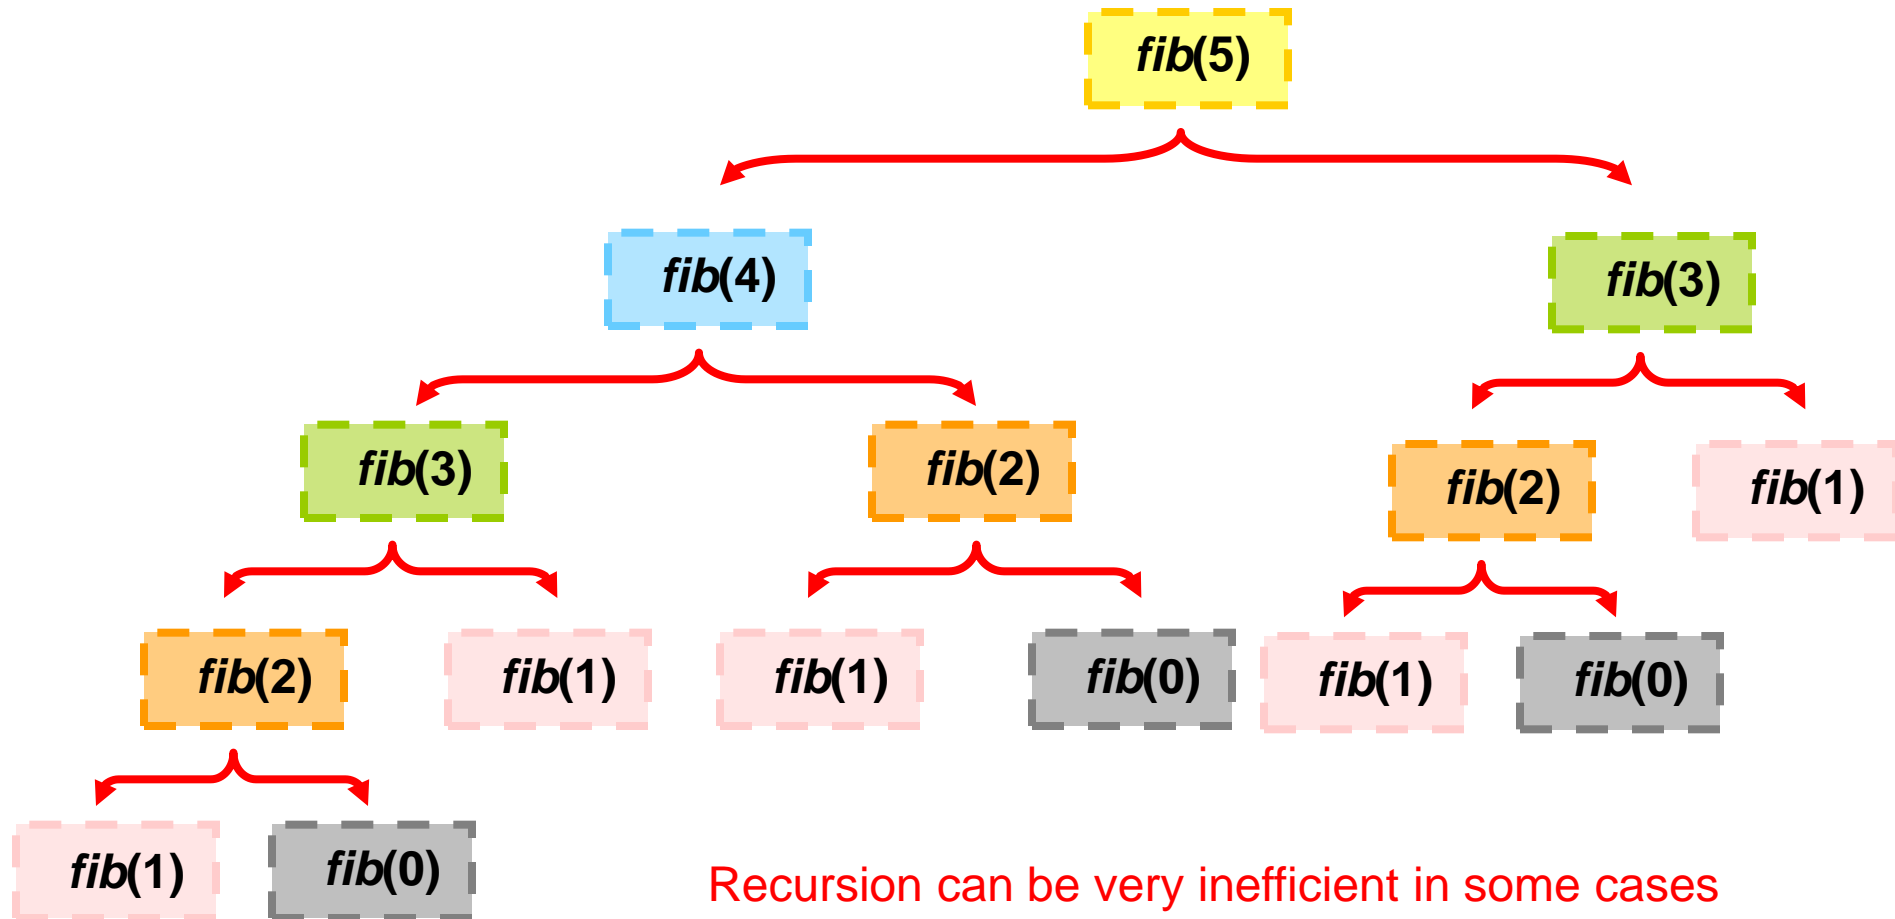 fib(5)
fib(4) fib(3)
fib(3) fib(2) fib(2) fib(1)
fib(2) fib(1) fib(1) fib(0) fib(1) fib(0)
fib(1) fib(0)
Recursion can be very inefficient in some cases